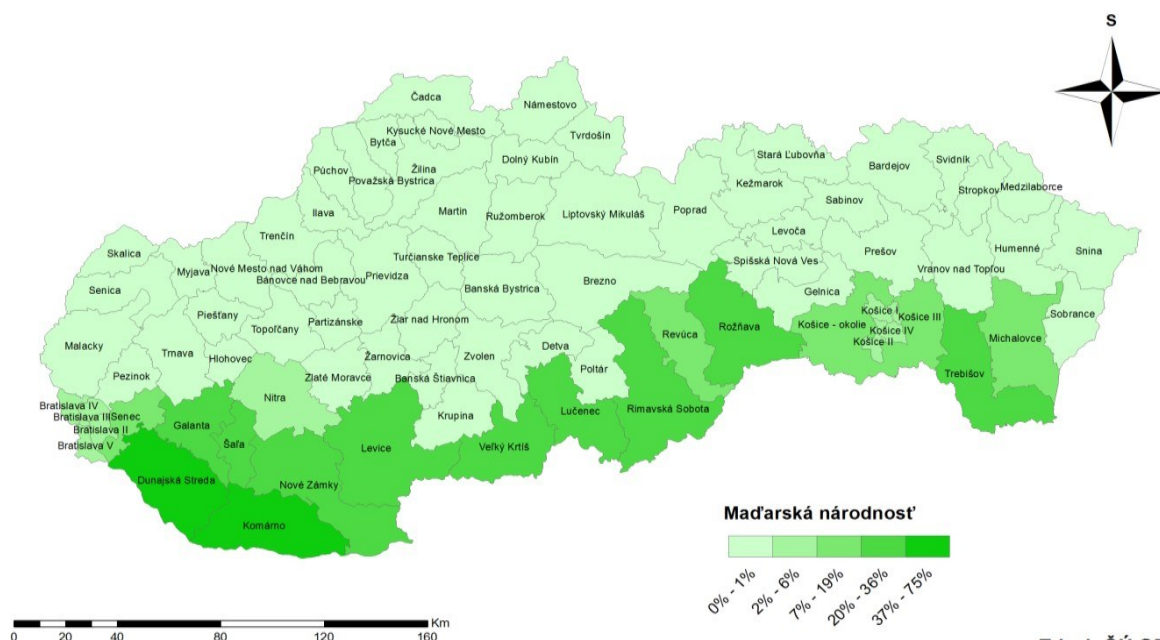 S
Čadca
Námestovo
Kysucké Nové Mesto
Tvrdošín
Bytča
Dolný Kubín
Stará Ľubovňa
Svidník
Púchov
Žilina
Bardejov
Považská Bystrica
Kežmarok
Stropkov
Medzilaborce
Ilava
Martin
Ružomberok
Liptovský Mikuláš
Poprad
Sabinov
Trenčín
Levoča
Skalica
Turčianske Teplice
Prešov
Humenné
Snina
Myjava
Nové Mesto nad Váhom
Spišská Nová Ves
Vranov nad Topľou
Bánovce nad Bebravou
Prievidza
Senica
Banská Bystrica
Brezno
Gelnica
Piešťany
Partizánske
Žiar nad Hronom
Košice I
Košice III
Sobrance
Topoľčany
Rožňava
Košice - okolie
Košice IV
Revúca
Košice II
Michalovce
Malacky
Trnava
Hlohovec
Žarnovica
Zvolen
Detva
Poltár
Trebišov
Pezinok
Zlaté Moravce
Banská Štiavnica
Nitra
Krupina
Bratislava IV
Bratislava III
Senec
Lučenec
Rimavská Sobota
Bratislava II
Galanta
Bratislava V
Šaľa
Levice
Veľký Krtíš
Dunajská Streda
Nové Zámky
Komárno
Maďarská národnosť
0% - 1%
2% - 6%
7% - 19%
20% - 36%
37% - 75%
Km
0 20 40 80 120 160